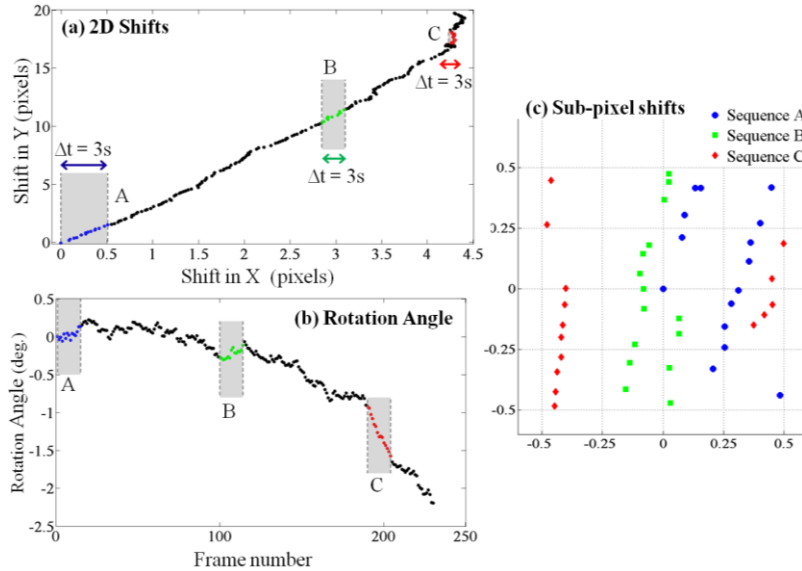 (a) 2D Shifts
20
15
10
5
0
Shift in Y (pixels)
Δt = 3s
A
B
Δt = 3s
C
Δt = 3s
0 0.5 1 1.5 2 2.5 3 3.5 4 4.5
Shift in X (pixels)
(b) Rotation Angle
0.5
0
-0.5
-1
-1.5
-2
-2.5
Rotation Angle (deg.)
A
B
C
0 100 200 250
Frame number
(c) Sub-pixel shifts
Sequence A
Sequence B
Sequence C
0.5
0.25
0
-0.25
-0.5
-0.5 -0.25 0 0.25 0.5